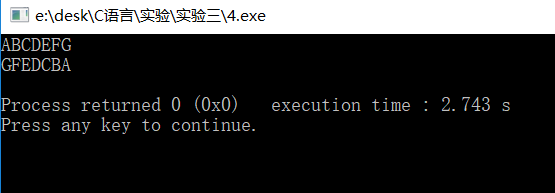 e:\desk\C语言\实验\实验三\4.exe
ABCDEFG
GFEDCBA
Process returned 0 (0x0)   execution time : 2.743 s
Press any key to continue.